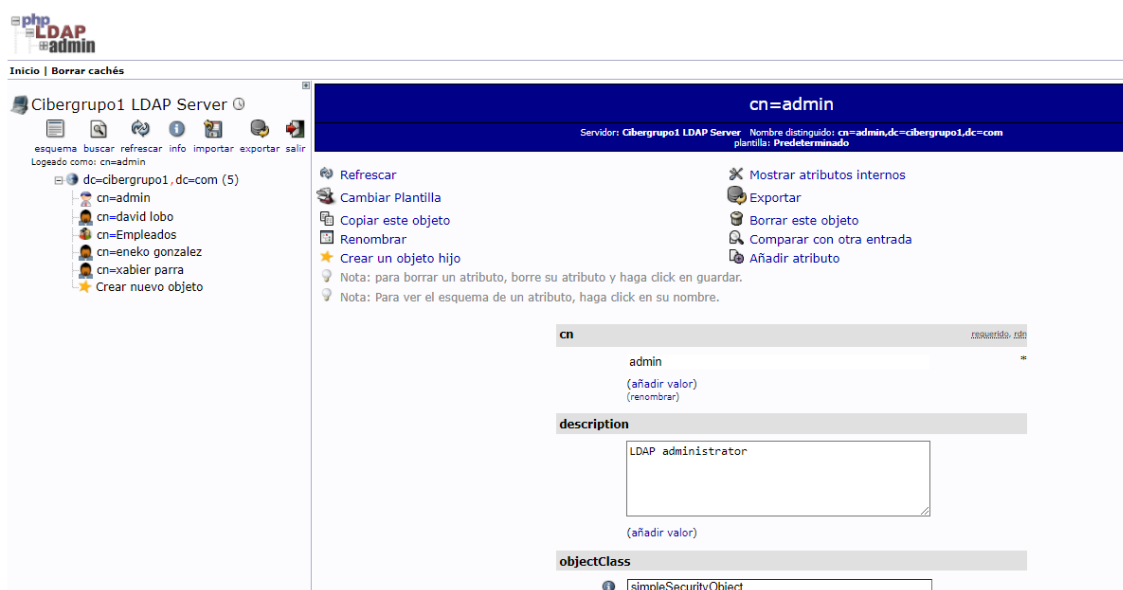 php
LDAP
admin
Inicio | Borrar cachés
Cibergrupo1 LDAP Server
esquema buscar refrescar info importar exportar salir
Logeado como: cn=admin
dc=cibergrupo1,dc=com (5)
cn=admin
cn=david lobo
cn=Empleados
cn=eneko gonzalez
cn=xabier parra
Crear nuevo objeto
cn=admin
Servidor: Cibergrupo1 LDAP Server Nombre distinguido: cn=admin,dc=cibergrupo1,dc=com
plantilla: Predeterminado
Refrescar
Mostrar atributos internos
Cambiar Plantilla
Exportar
Copiar este objeto
Borrar este objeto
Renombrar
Comparar con otra entrada
Crear un objeto hijo
Añadir atributo
Nota: para borrar un atributo, borre su atributo y haga click en guardar.
Nota: Para ver el esquema de un atributo, haga click en su nombre.
cn requerido, rdn
admin *
(añadir valor)
(renombrar)
description
LDAP administrator
(añadir valor)
objectClass
simpleSecurityObject